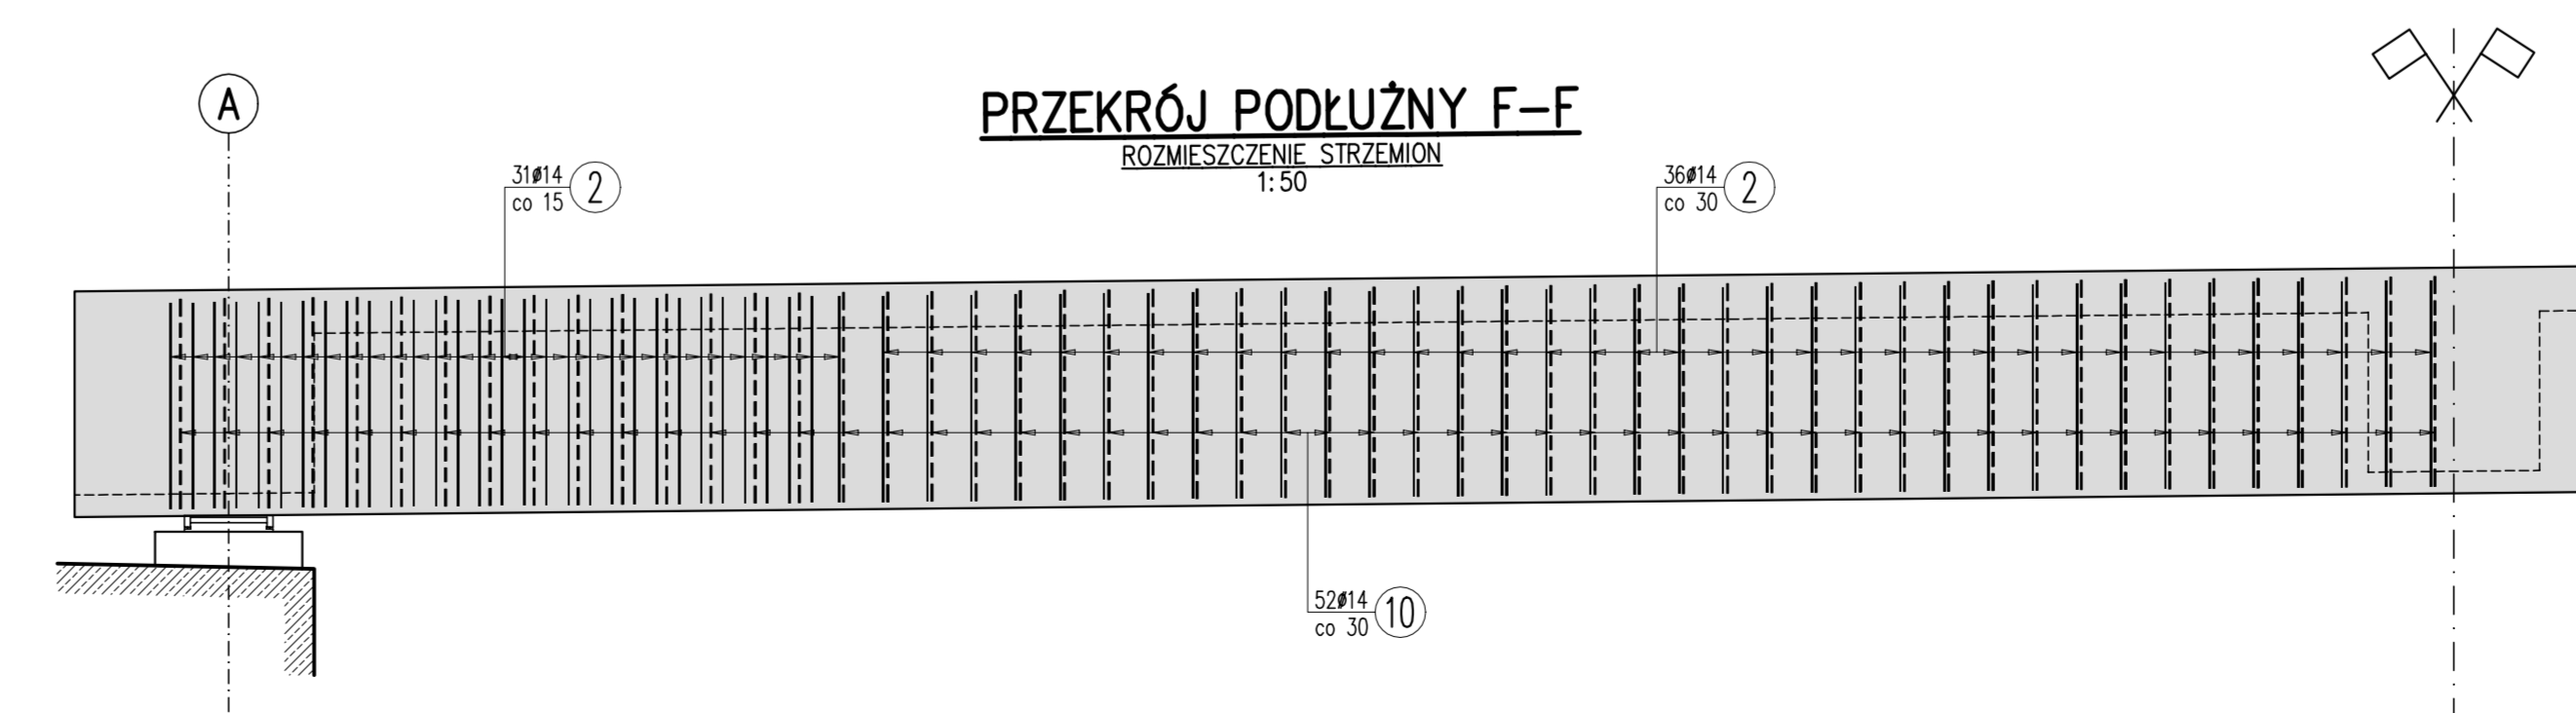 A
PRZEKRÓJ PODŁUŻNY F-F
ROZMIESZCZENIE STRZEMION
1:50
31ø14
co 15
2
36ø14
co 30
2
52ø14
co 30
10